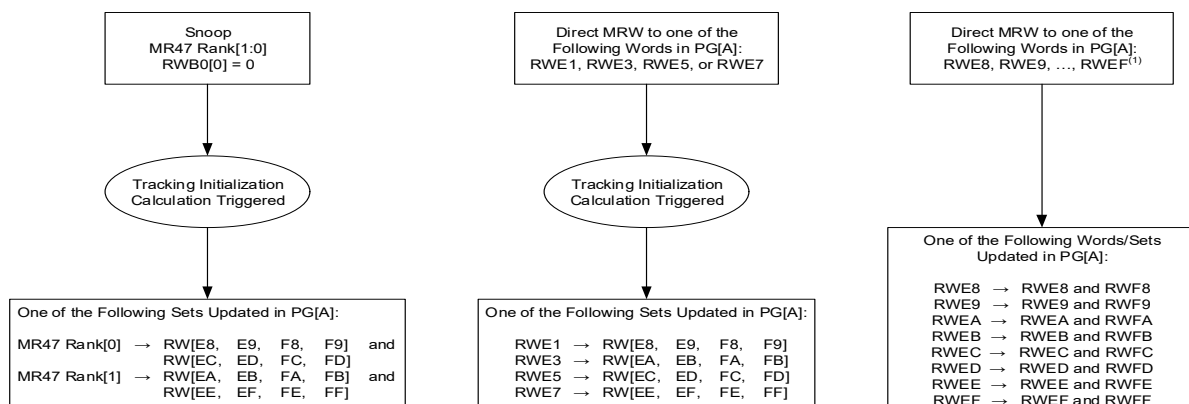 Snoop
MR47 Rank[1:0]
RWB0[0] = 0
Tracking Initialization
Calculation Triggered
One of the Following Sets Updated in PG[A]:
MR47 Rank[0] → RW[E8, E9, F8, F9] and
RW[EC, ED, FC, FD]
MR47 Rank[1] → RW[EA, EB, FA, FB] and
RW[EE, EF, FE, FF]
Direct MRW to one of the
Following Words in PG[A]:
RWE1, RWE3, RWE5, or RWE7
Tracking Initialization
Calculation Triggered
One of the Following Sets Updated in PG[A]:
RWE1 → RW[E8, E9, F8, F9]
RWE3 → RW[EA, EB, FA, FB]
RWE5 → RW[EC, ED, FC, FD]
RWE7 → RW[EE, EF, FE, FF]
Direct MRW to one of the
Following Words in PG[A]:
RWE8, RWE9, …, RWEF(1)
One of the Following Words/Sets
Updated in PG[A]:
RWE8 → RWE8 and RWF8
RWE9 → RWE9 and RWF9
RWEA → RWEA and RWFA
RWEB → RWEB and RWFB
RWEC → RWEC and RWFC
RWED → RWED and RWFD
RWEE → RWEE and RWFE
RWEF → RWEF and RWFF